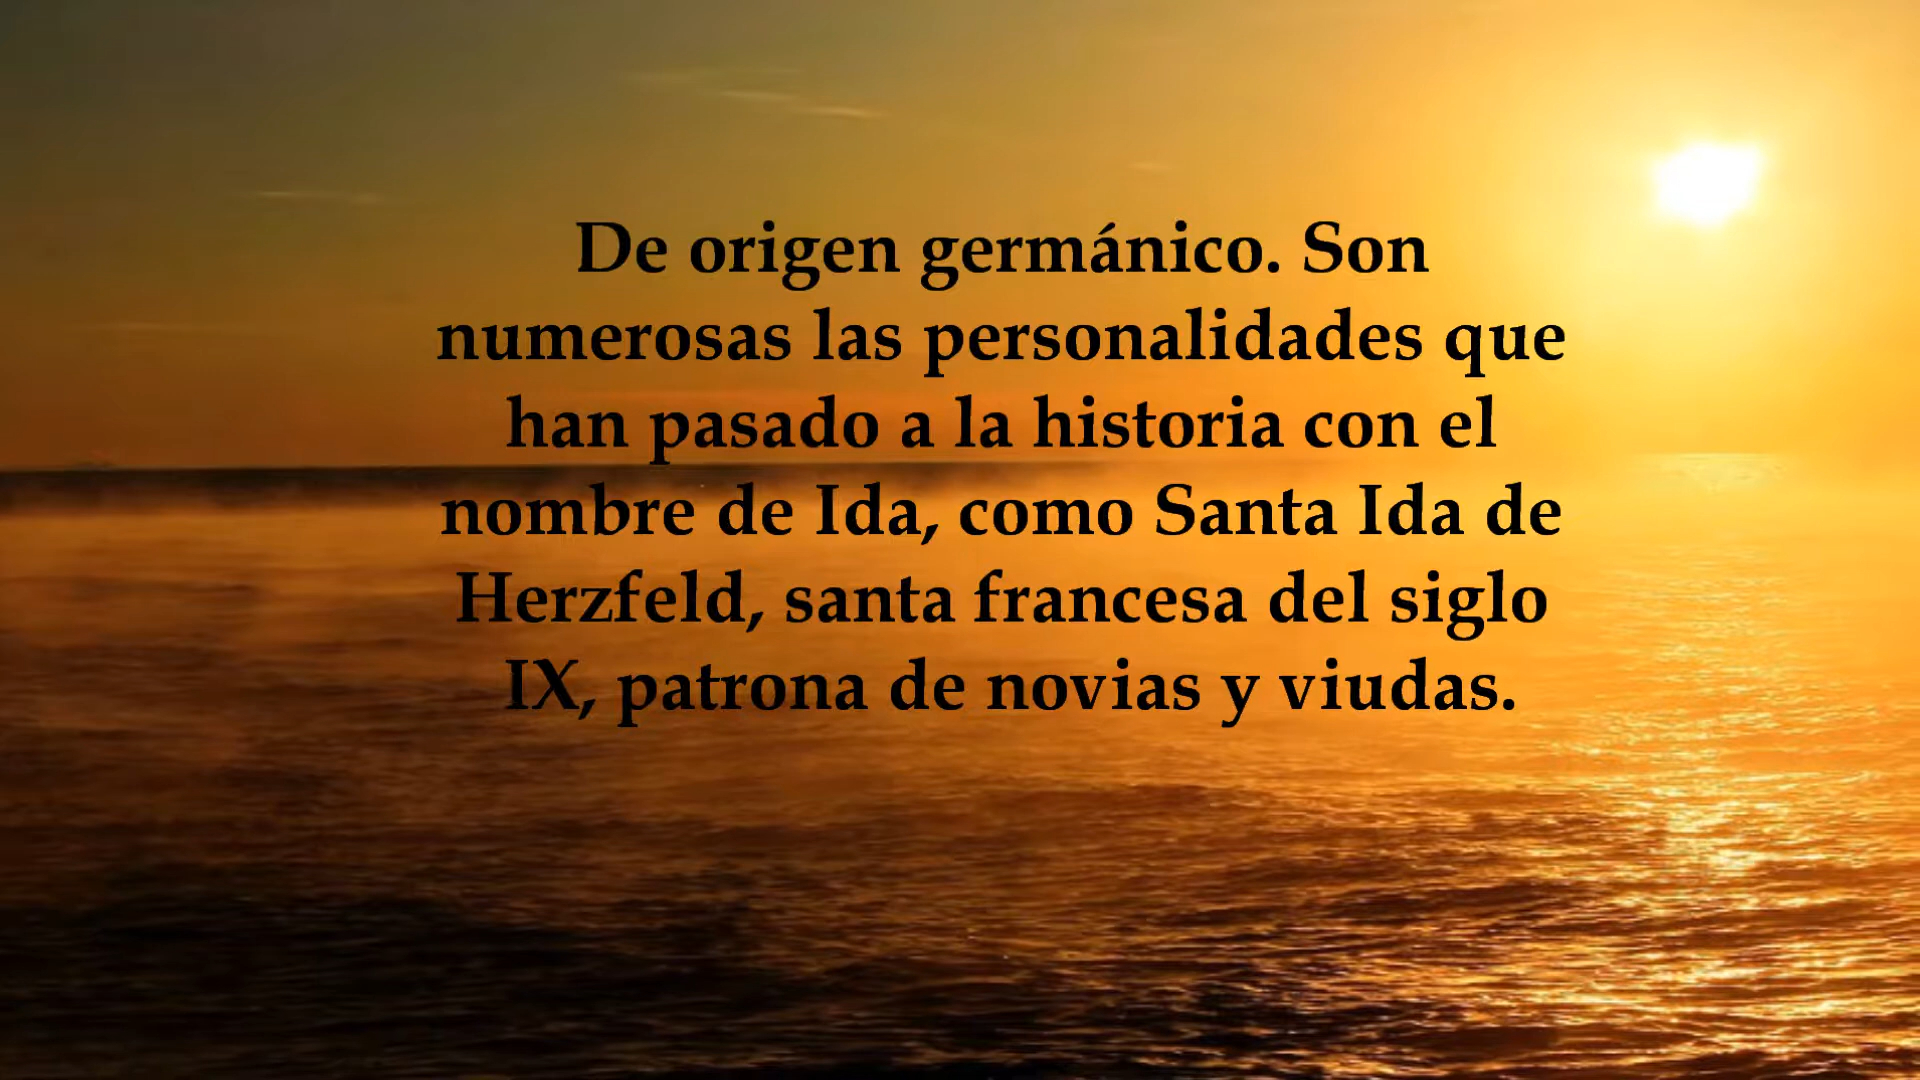 De origen germánico. Son
numerosas las personalidades que
han pasado a la historia con el
nombre de Ida, como Santa Ida de
Herzfeld, santa francesa del siglo
IX, patrona de novias y viudas.